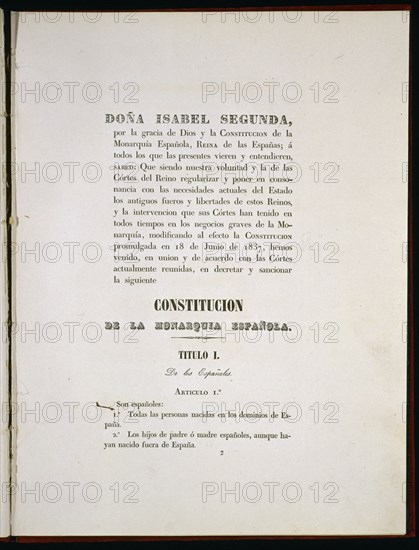 DOÑA ISABEL SEGUNDA,
por la gracia de Dios y la CONSTITUCION de la
Monarquía Española, REINA de las Españas; á
todos los que las presentes vieren y entendieren,
SABED: Que siendo nuestra voluntad y la de las
Córtes del Reino regularizar y poner en conso-
nancia con las necesidades actuales del Estado
los antiguos fueros y libertades de estos Reinos,
y la intervencion que sus Córtes han tenido en
todos tiempos en los negocios graves de la Mo-
narquía, modificando al efecto la CONSTITUCION
promulgada en 18 de Junio de 1837, hemos
venido, en union y de acuerdo con las Córtes
actualmente reunidas, en decretar y sancionar
la siguiente
CONSTITUCION
DE LA MONARQUIA ESPAÑOLA.
TITULO I.
De los Españoles.
ARTICULO 1.º
Son españoles:
1.º Todas las personas nacidas en los dominios de Es-
paña.
2.º Los hijos de padre ó madre españoles, aunque ha-
yan nacido fuera de España.
2
PHOTO 12